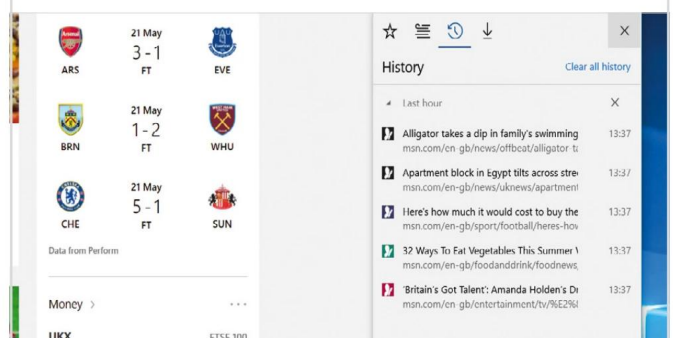 21 May
3 - 1
ARS FT EVE
21 May
1 - 2
BRN FT WHU
21 May
5 - 1
CHE FT SUN
Data from Perform
Money >
UKX FTSE 100
History Clear all history
Last hour
Alligator takes a dip in family's swimming 13:37
msn.com/en-gb/news/offbeat/alligator-ta
Apartment block in Egypt tilts across stre 13:37
msn.com/en-gb/news/uknews/apartment
Here's how much it would cost to buy the 13:37
msn.com/en-gb/sport/football/heres-how
32 Ways To Eat Vegetables This Summer 13:37
msn.com/en-gb/foodanddrink/foodnews
'Britain's Got Talent': Amanda Holden's Dr 13:37
msn.com/en-gb/entertainment/tv/%E2%